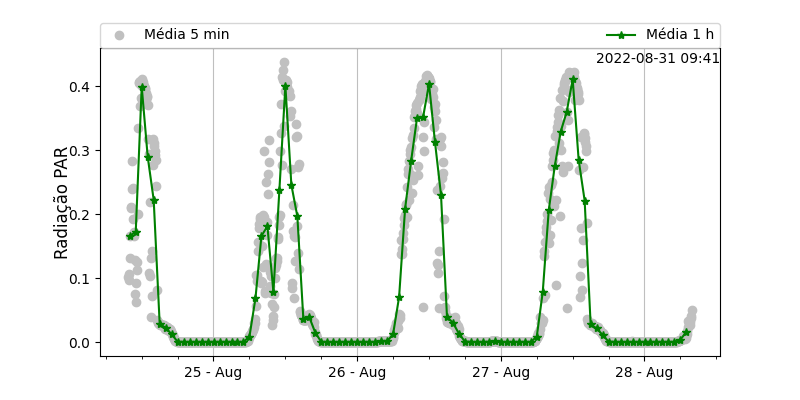 Média 5 min
Média 1 h
2022-08-31 09:41
Radiação PAR
0.4
0.3
0.2
0.1
0.0
25 - Aug
26 - Aug
27 - Aug
28 - Aug